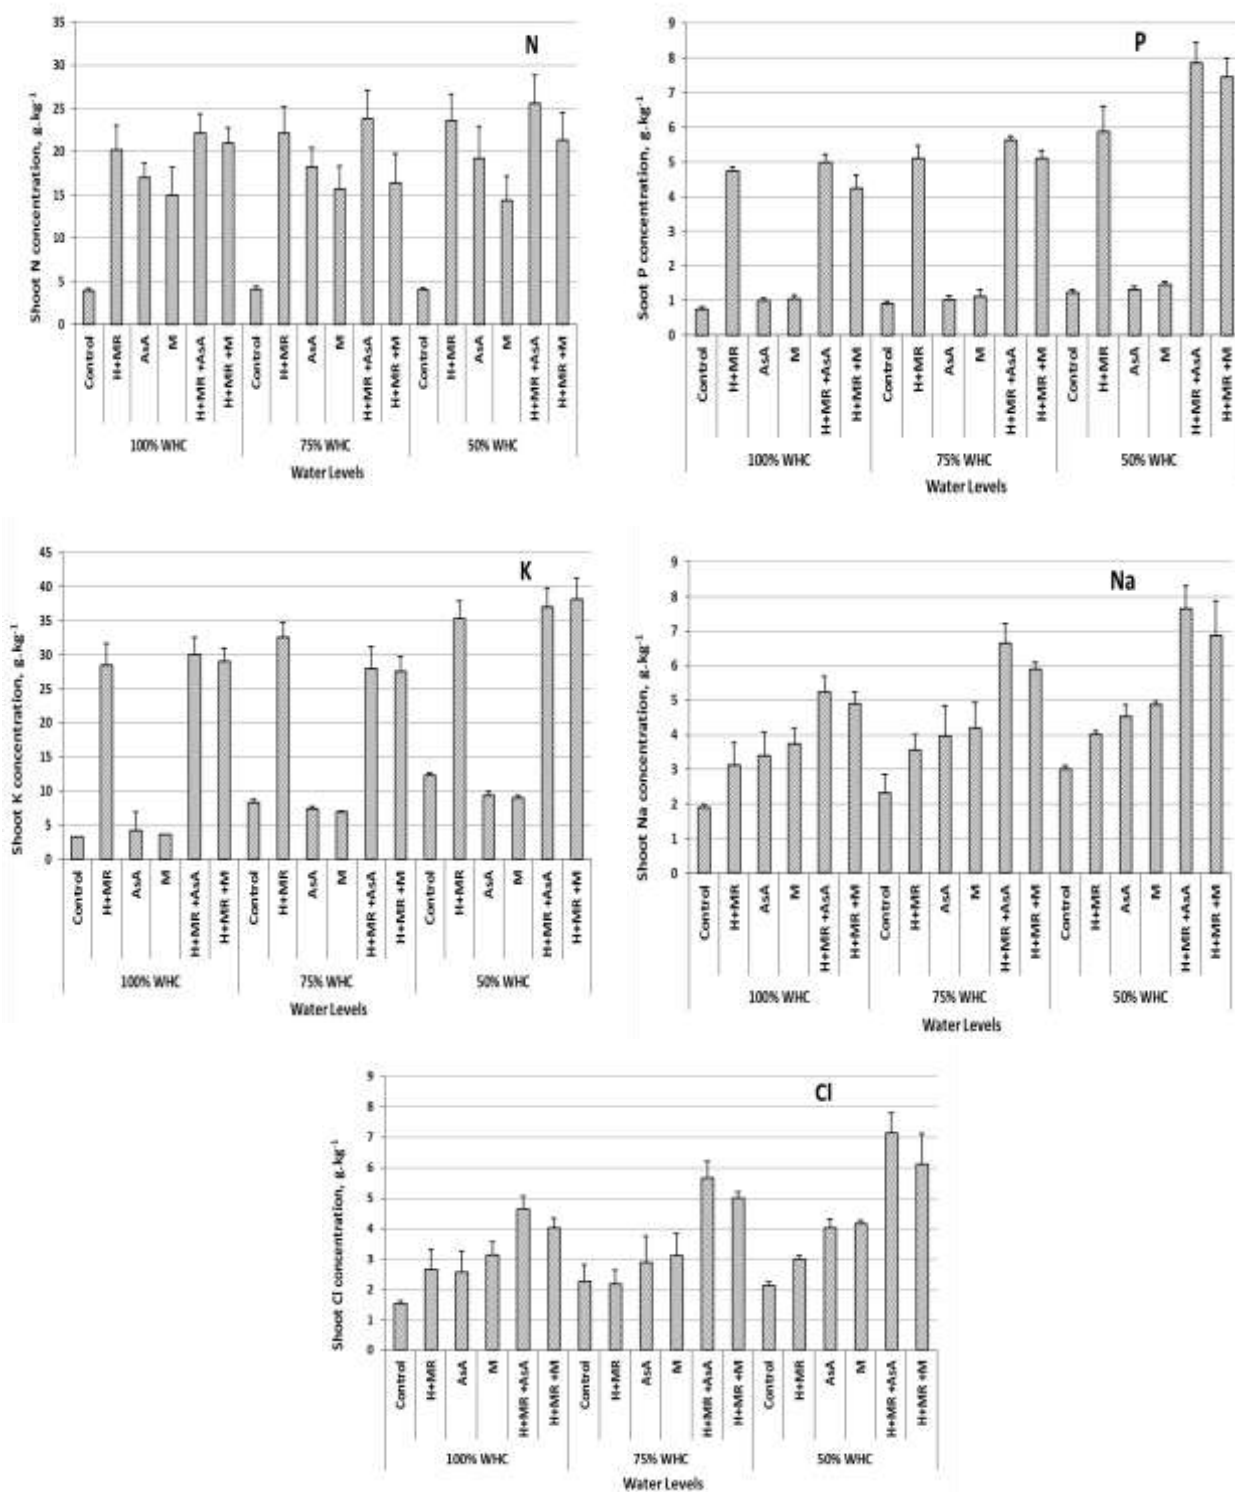 N
Shoot N concentration, g.kg⁻¹
35
30
25
20
15
10
5
0
Control
H+MR
AsA
M
H+MR +AsA
H+MR +M
Control
H+MR
AsA
M
H+MR +AsA
H+MR +M
Control
H+MR
AsA
M
H+MR +AsA
H+MR +M
100% WHC
75% WHC
50% WHC
Water Levels
P
Soot P concentration, g.kg⁻¹
9
8
7
6
5
4
3
2
1
0
Control
H+MR
AsA
M
H+MR +AsA
H+MR +M
Control
H+MR
AsA
M
H+MR +AsA
H+MR +M
Control
H+MR
AsA
M
H+MR +AsA
H+MR +M
100% WHC
75% WHC
50% WHC
Water Levels
K
Shoot K concentration, g.kg⁻¹
45
40
35
30
25
20
15
10
5
0
Control
H+MR
AsA
M
H+MR +AsA
H+MR +M
Control
H+MR
AsA
M
H+MR +AsA
H+MR +M
Control
H+MR
AsA
M
H+MR +AsA
H+MR +M
100% WHC
75% WHC
50% WHC
Water Levels
Na
Shoot Na concentration, g.kg⁻¹
9
8
7
6
5
4
3
2
1
0
Control
H+MR
AsA
M
H+MR +AsA
H+MR +M
Control
H+MR
AsA
M
H+MR +AsA
H+MR +M
Control
H+MR
AsA
M
H+MR +AsA
H+MR +M
100% WHC
75% WHC
50% WHC
Water Levels
Cl
Shoot Cl concentration, g.kg⁻¹
9
8
7
6
5
4
3
2
1
0
Control
H+MR
AsA
M
H+MR +AsA
H+MR +M
Control
H+MR
AsA
M
H+MR +AsA
H+MR +M
Control
H+MR
AsA
M
H+MR +AsA
H+MR +M
100% WHC
75% WHC
50% WHC
Water Levels